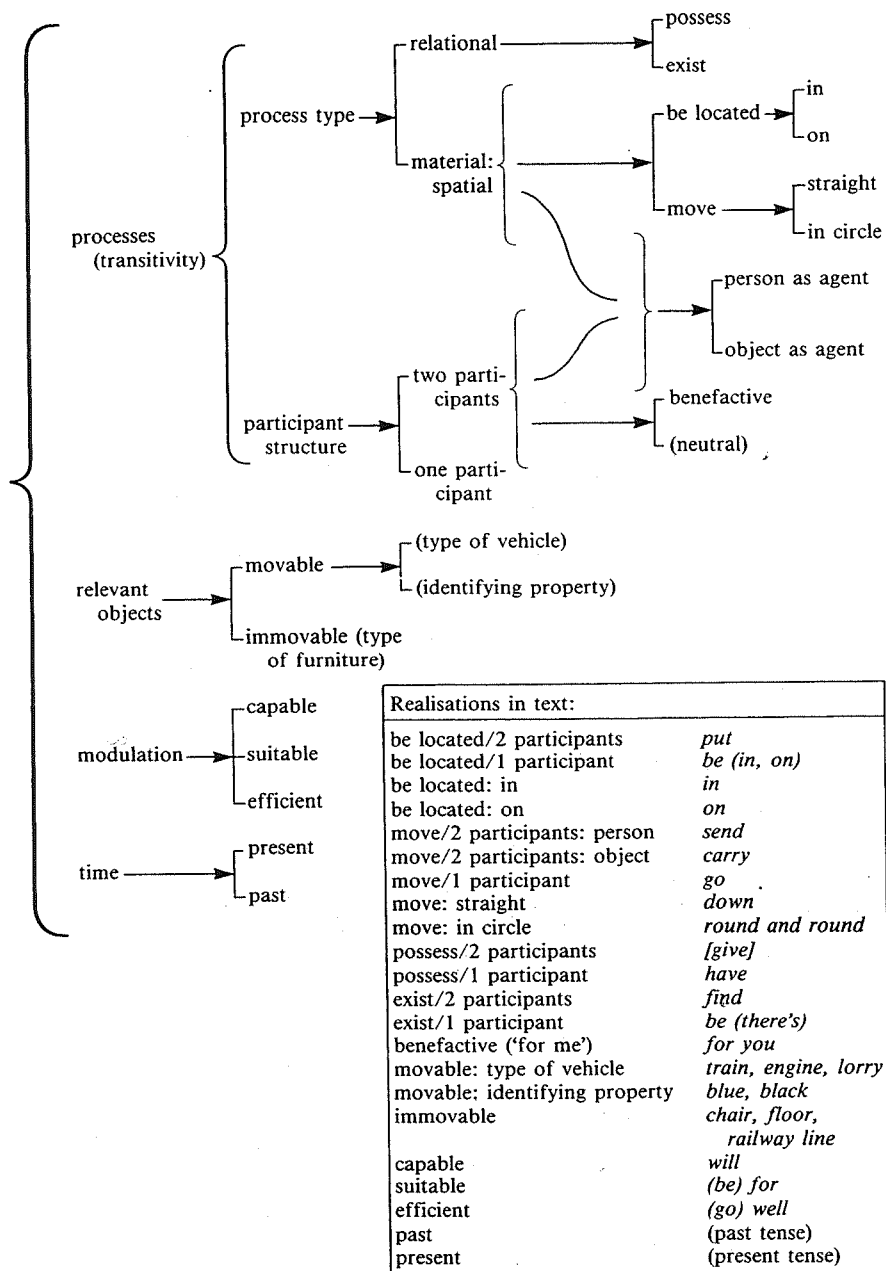 possess
relational
exist
in
process type
be located
on
material:
spatial
straight
move
processes
(transitivity)
in circle
person as agent
object as agent
two parti-
cipants
benefactive
participant
structure
(neutral)
one parti-
cipant
(type of vehicle)
movable
relevant
objects
(identifying property)
immovable (type
of furniture)
capable
modulation
suitable
efficient
present
time
past
Realisations in text:
be located/2 participants put
be located/1 participant be (in, on)
be located: in in
be located: on on
move/2 participants: person send
move/2 participants: object carry
move/1 participant go
move: straight down
move: in circle round and round
possess/2 participants [give]
possess/1 participant have
exist/2 participants find
exist/1 participant be (there's)
benefactive ('for me') for you
movable: type of vehicle train, engine, lorry
movable: identifying property blue, black
immovable chair, floor,
railway line
capable will
suitable (be) for
efficient (go) well
past (past tense)
present (present tense)